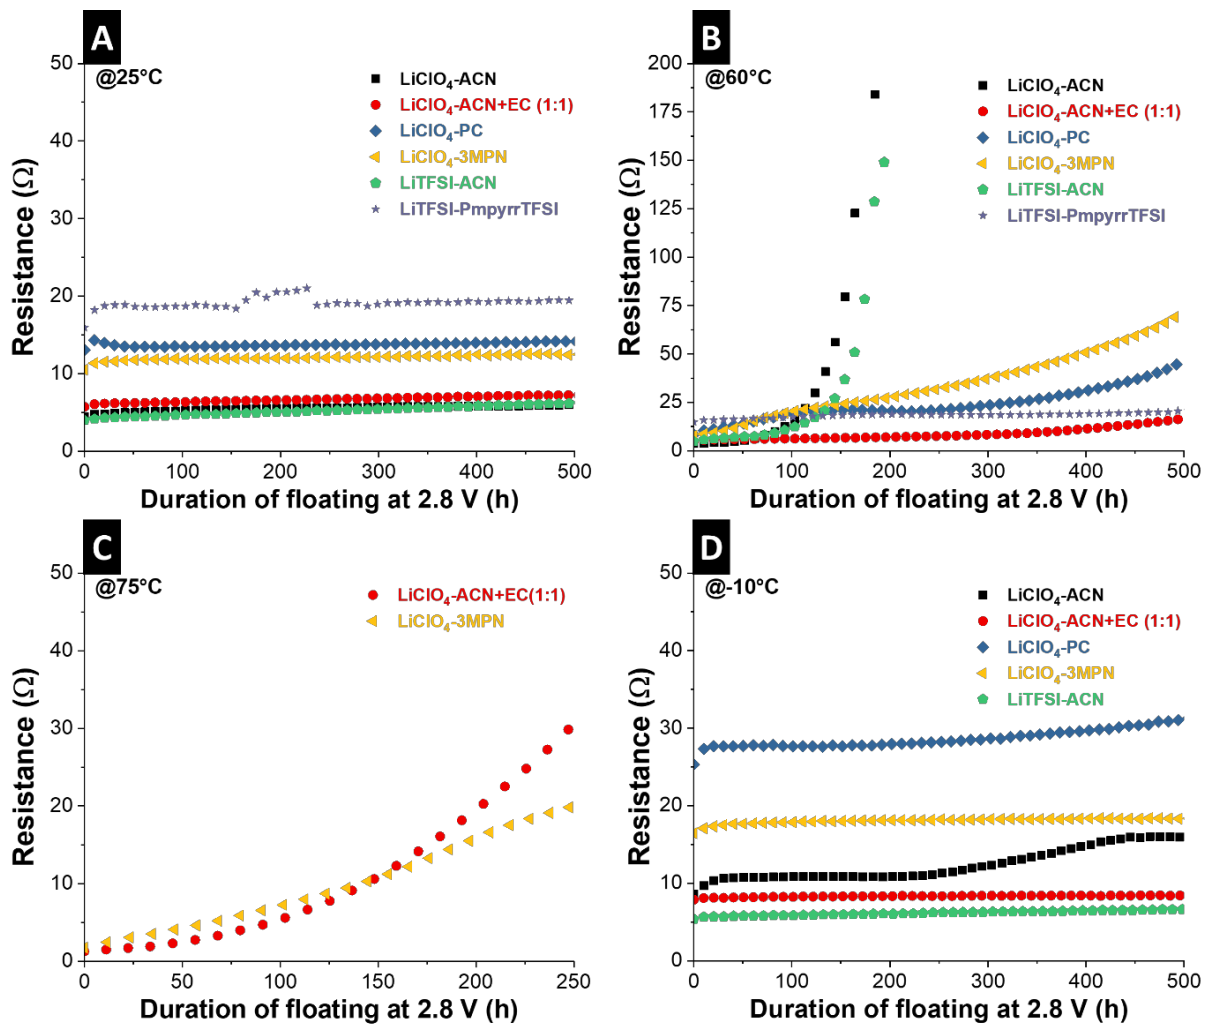 A
@25°C
50
40
30
20
10
0
Resistance (Ω)
LiClO₄-ACN
LiClO₄-ACN+EC (1:1)
LiClO₄-PC
LiClO₄-3MPN
LiTFSI-ACN
LiTFSI-PmpyrrTFSI
0 100 200 300 400 500
Duration of floating at 2.8 V (h)
B
@60°C
200
175
150
125
100
75
50
25
0
Resistance (Ω)
LiClO₄-ACN
LiClO₄-ACN+EC (1:1)
LiClO₄-PC
LiClO₄-3MPN
LiTFSI-ACN
LiTFSI-PmpyrrTFSI
0 100 200 300 400 500
Duration of floating at 2.8 V (h)
C
@75°C
50
40
30
20
10
0
Resistance (Ω)
LiClO₄-ACN+EC(1:1)
LiClO₄-3MPN
0 50 100 150 200 250
Duration of floating at 2.8 V (h)
D
@-10°C
50
40
30
20
10
0
Resistance (Ω)
LiClO₄-ACN
LiClO₄-ACN+EC (1:1)
LiClO₄-PC
LiClO₄-3MPN
LiTFSI-ACN
0 100 200 300 400 500
Duration of floating at 2.8 V (h)